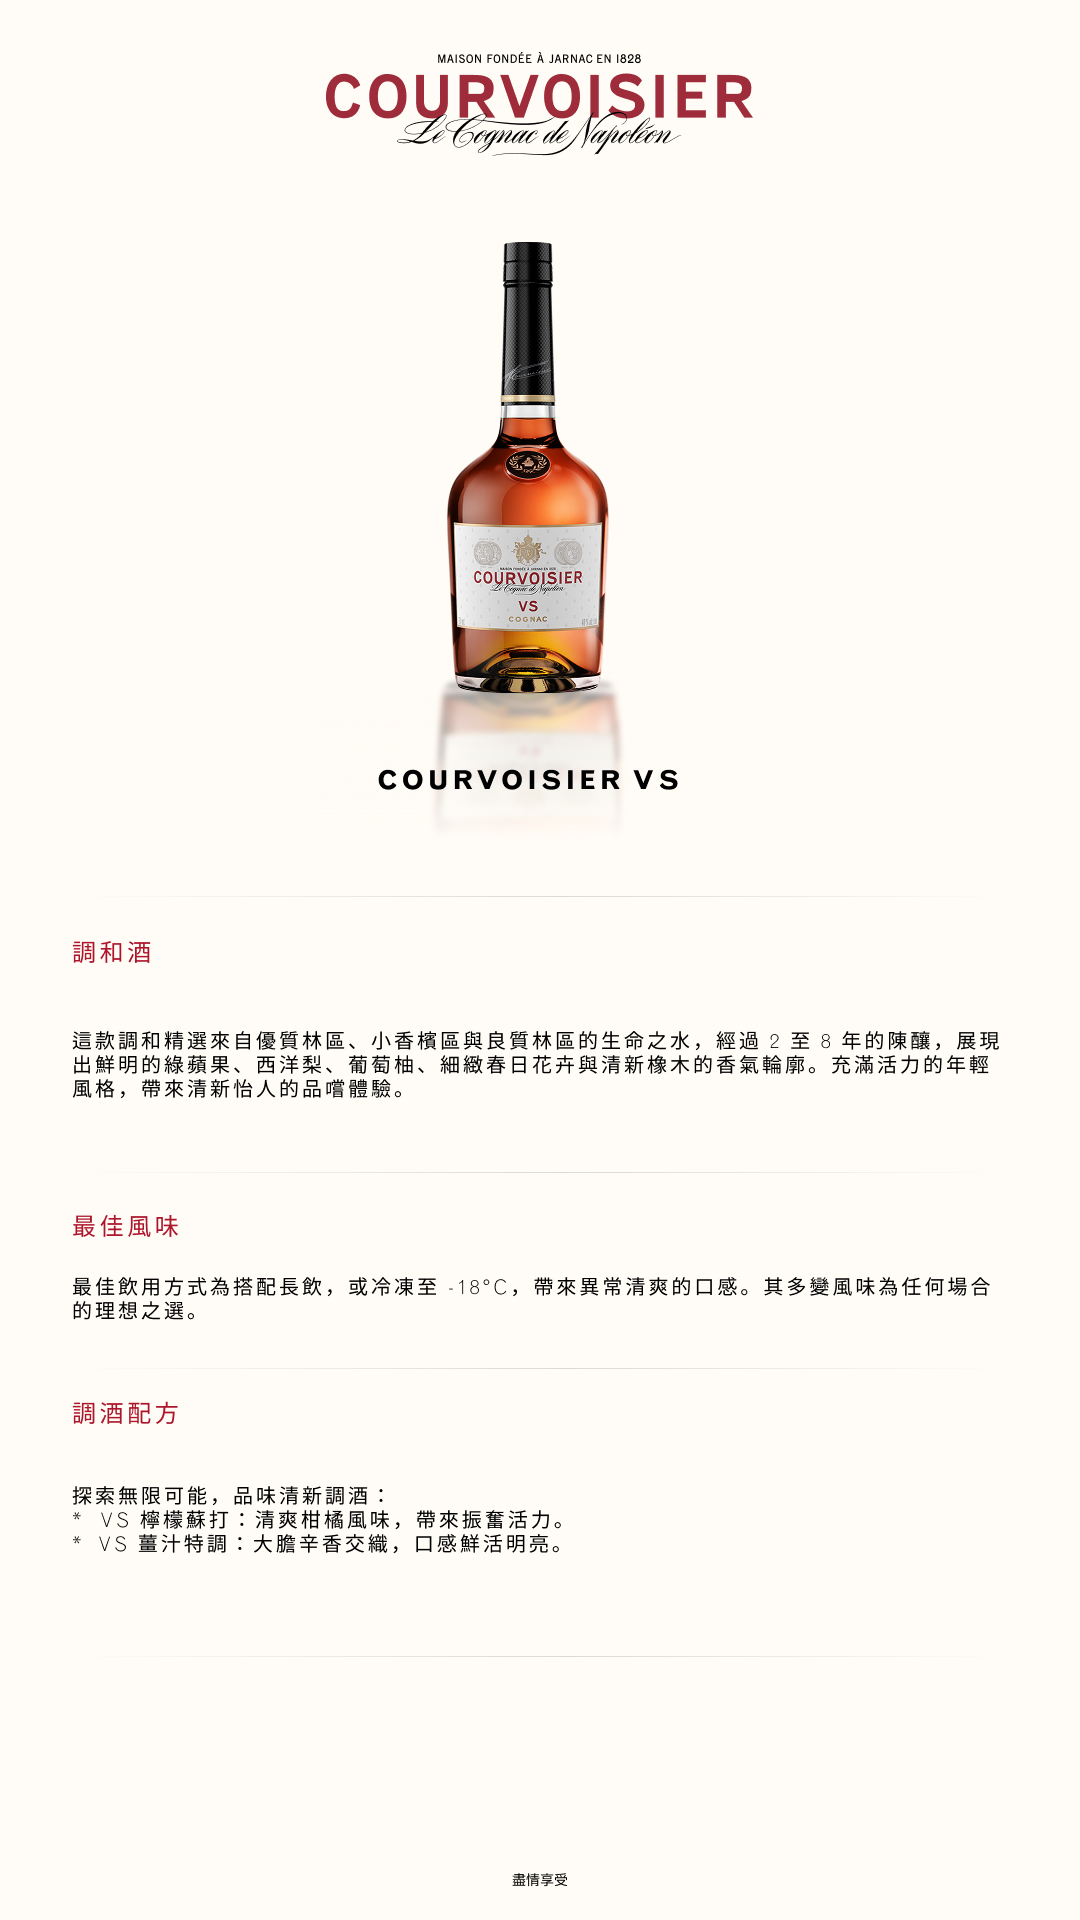 MAISON FONDÉE À JARNAC EN 1828
COURVOISIER
Le Cognac de Napoléon
MAISON FONDÉE À JARNAC EN 1828
COURVOISIER
Le Cognac de Napoléon
VS
COGNAC
COURVOISIER VS
調和酒
這款調和精選來自優質林區、小香檳區與良質林區的生命之水，經過 2 至 8 年的陳釀，展現
出鮮明的綠蘋果、西洋梨、葡萄柚、細緻春日花卉與清新橡木的香氣輪廓。充滿活力的年輕
風格，帶來清新怡人的品嚐體驗。
最佳風味
最佳飲用方式為搭配長飲，或冷凍至 -18°C，帶來異常清爽的口感。其多變風味為任何場合
的理想之選。
調酒配方
探索無限可能，品味清新調酒：
* VS 檸檬蘇打：清爽柑橘風味，帶來振奮活力。
* VS 薑汁特調：大膽辛香交織，口感鮮活明亮。
盡情享受